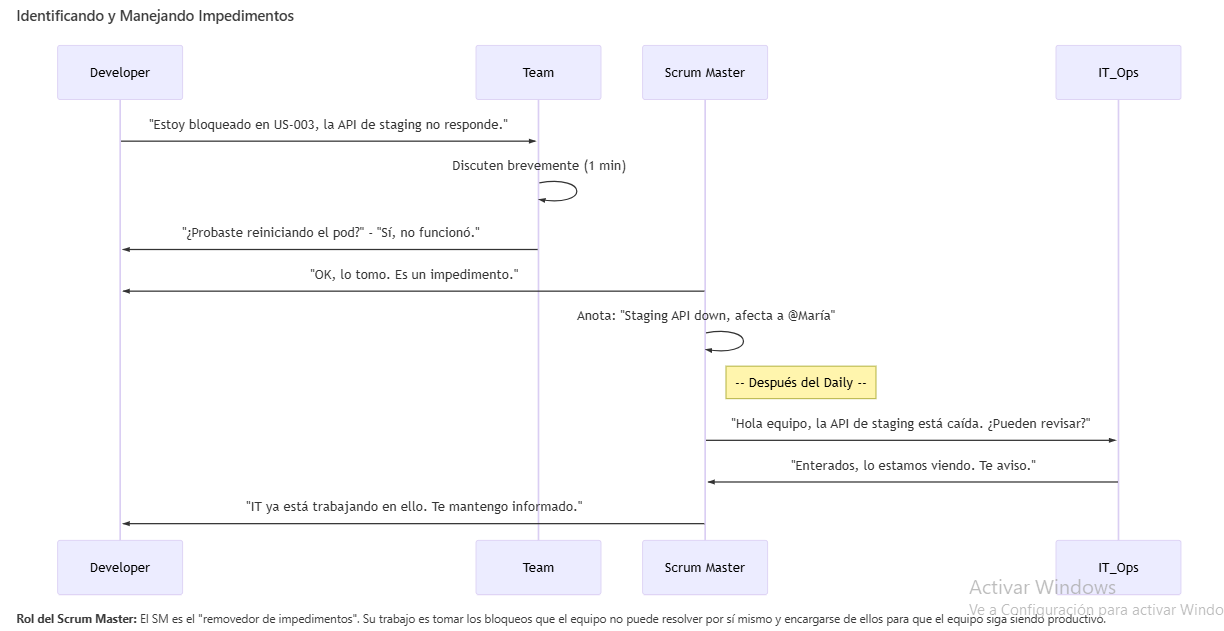 Identificando y Manejando Impedimentos
Developer
Team
Scrum Master
IT_Ops
"Estoy bloqueado en US-003, la API de staging no responde."
Discuten brevemente (1 min)
"¿Probaste reiniciando el pod?" - "Sí, no funcionó."
"OK, lo tomo. Es un impedimento."
Anota: "Staging API down, afecta a @María"
-- Después del Daily --
"Hola equipo, la API de staging está caída. ¿Pueden revisar?"
"Enterados, lo estamos viendo. Te aviso."
"IT ya está trabajando en ello. Te mantengo informado."
Developer
Team
Scrum Master
IT_Ops
Activar Windows
Ve a Configuración para activar Windo
Rol del Scrum Master: El SM es el "removedor de impedimentos". Su trabajo es tomar los bloqueos que el equipo no puede resolver por sí mismo y encargarse de ellos para que el equipo siga siendo productivo.